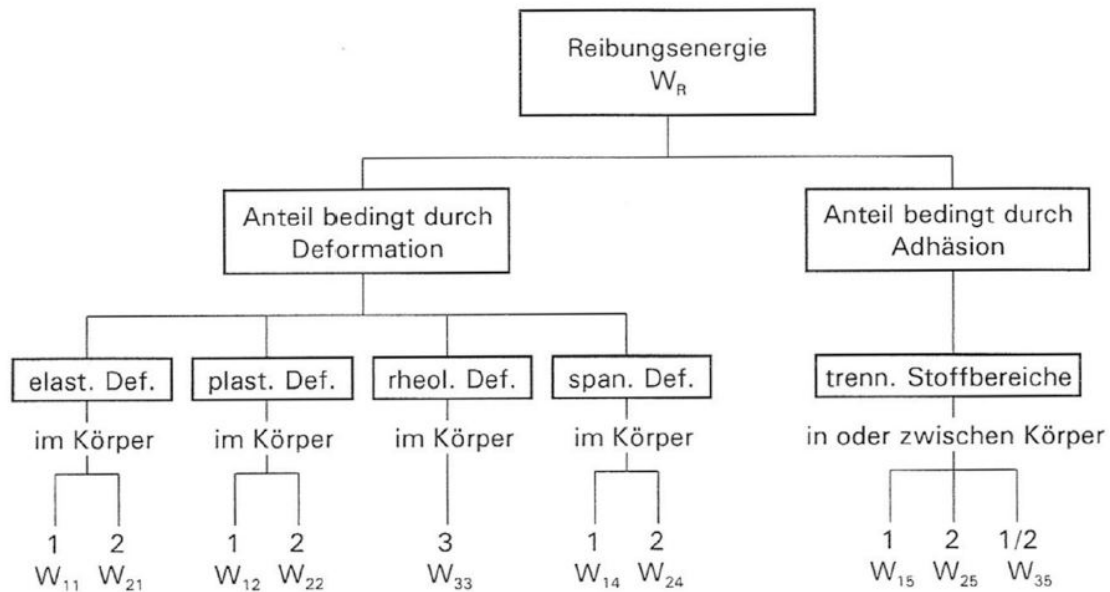 Reibungsenergie
W_R
Anteil bedingt durch
Deformation
Anteil bedingt durch
Adhäsion
elast. Def.
plast. Def.
rheol. Def.
span. Def.
trenn. Stoffbereiche
im Körper
im Körper
im Körper
im Körper
in oder zwischen Körper
1 2 1 2 3 1 2 1 2 1/2
W_11 W_21 W_12 W_22 W_33 W_14 W_24 W_15 W_25 W_35